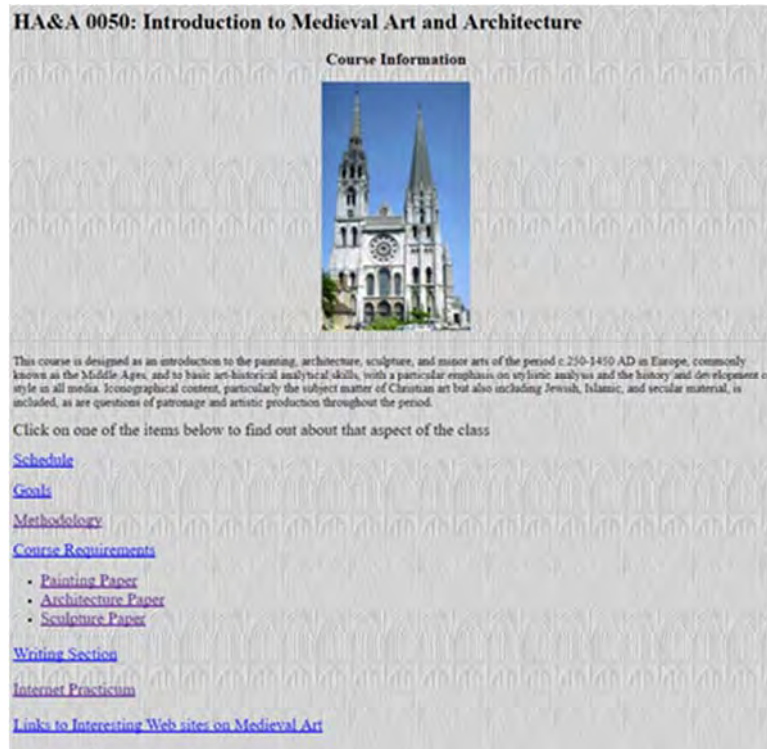 HA&A 0050: Introduction to Medieval Art and Architecture
Course Information
This course is designed as an introduction to the painting, architecture, sculpture, and minor arts of the period c.250-1450 AD in Europe, commonly
known as the Middle Ages, and to basic art-historical analytical skills, with a particular emphasis on stylistic analysis and the history and development o
style in all media. Iconographical content, particularly the subject matter of Christian art but also including Jewish, Islamic, and secular material, is
included, as are questions of patronage and artistic production throughout the period.
Click on one of the items below to find out about that aspect of the class
Schedule
Goals
Methodology
Course Requirements
• Painting Paper
• Architecture Paper
• Sculpture Paper
Writing Section
Internet Practicum
Links to Interesting Web sites on Medieval Art